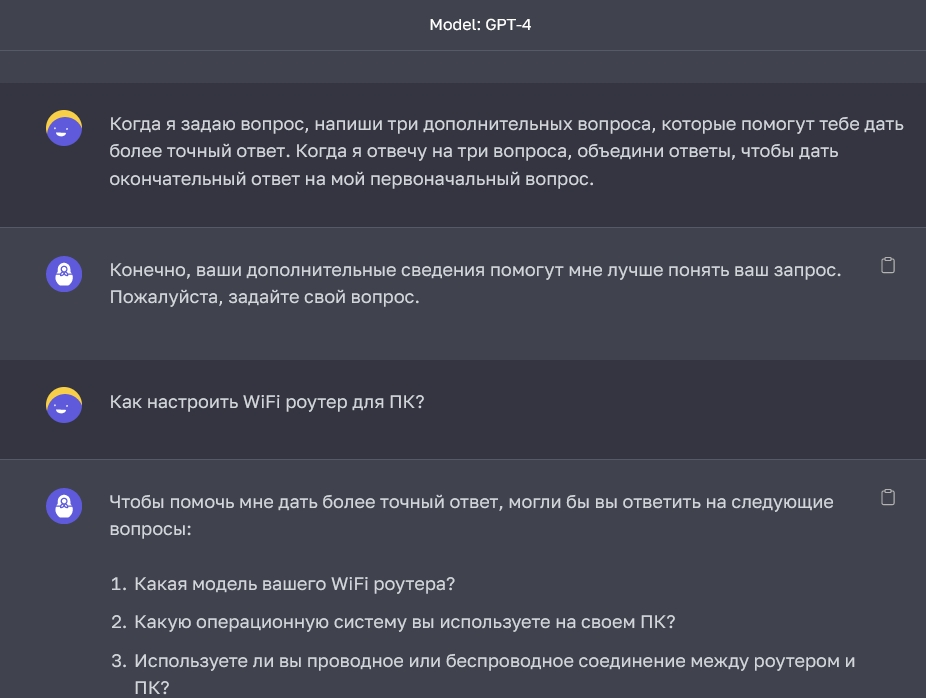 Model: GPT-4
Когда я задаю вопрос, напиши три дополнительных вопроса, которые помогут тебе дать
более точный ответ. Когда я отвечу на три вопроса, объедини ответы, чтобы дать
окончательный ответ на мой первоначальный вопрос.
Конечно, ваши дополнительные сведения помогут мне лучше понять ваш запрос.
Пожалуйста, задайте свой вопрос.
Как настроить WiFi роутер для ПК?
Чтобы помочь мне дать более точный ответ, могли бы вы ответить на следующие
вопросы:
1. Какая модель вашего WiFi роутера?
2. Какую операционную систему вы используете на своем ПК?
3. Используете ли вы проводное или беспроводное соединение между роутером и
ПК?